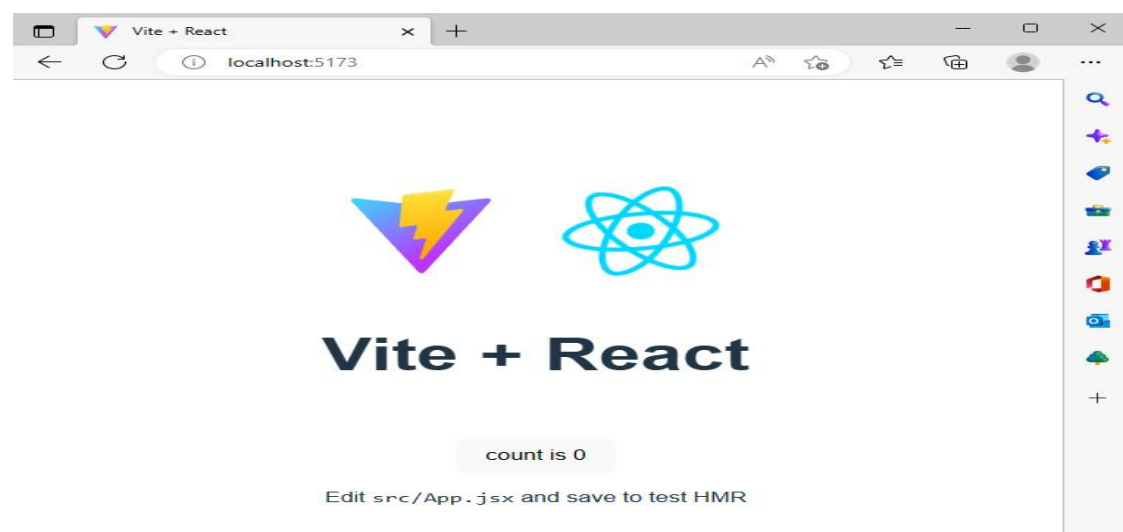 Vite + React
localhost:5173
Vite + React
count is 0
Edit src/App.jsx and save to test HMR